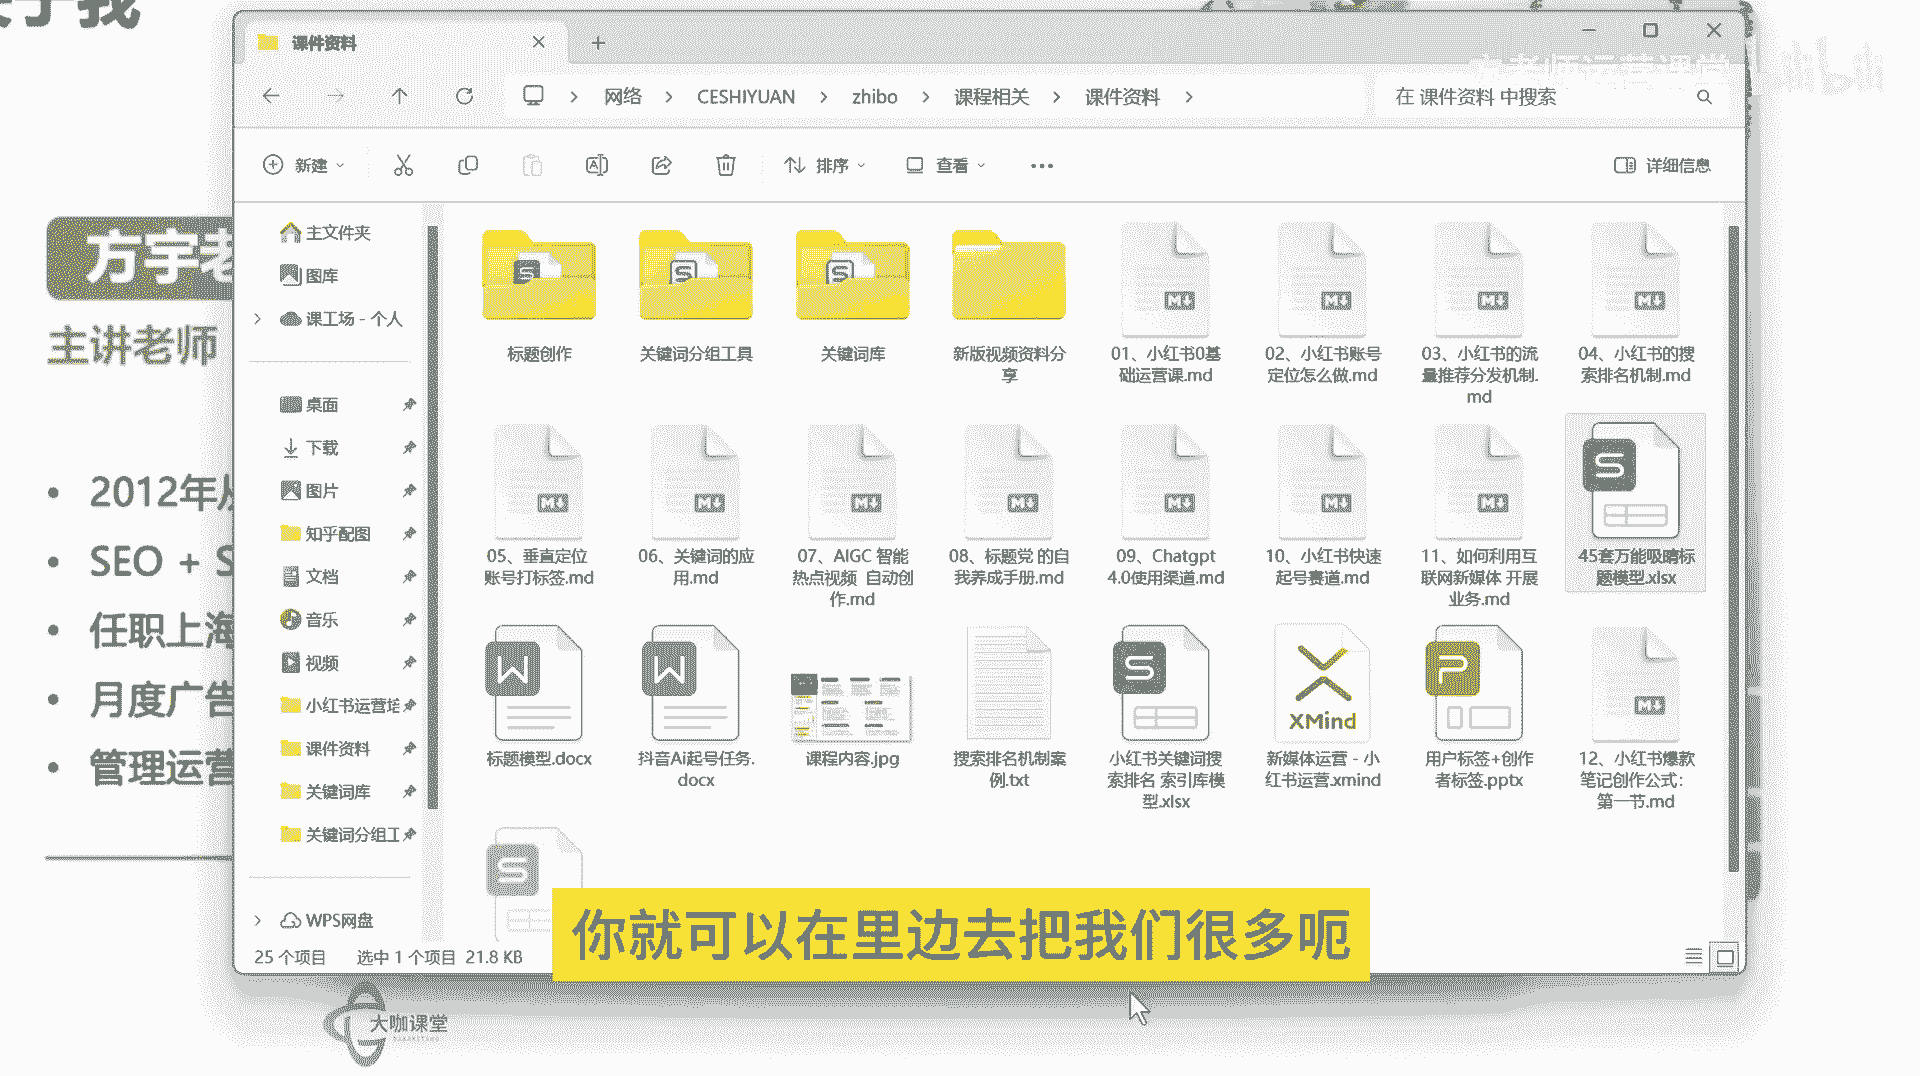 课件资料
网络 > CESHIYUAN > zhibo > 课程相关 > 课件资料 >
在 课件资料 中搜索
新建
排序
查看
详细信息
主文件夹
图库
课工场 - 个人
桌面
下载
图片
知乎配图
文档
音乐
视频
小红书运营培
课件资料
关键词库
关键词分组工
WPS网盘
标题创作
关键词分组工具
关键词库
新版视频资料分
享
01、小红书0基
础运营课.md
02、小红书账号
定位怎么做.md
03、小红书的流
量推荐分发机制.
md
04、小红书的搜
索排名机制.md
05、垂直定位
账号打标签.md
06、关键词的应
用.md
07、AIGC 智能
热点视频 自动创
作.md
08、标题党 的自
我养成手册.md
09、Chatgpt
4.0使用渠道.md
10、小红书快速
起号赛道.md
11、如何利用互
联网新媒体 开展
业务.md
45套万能吸睛标
题模型.xlsx
标题模型.docx
抖音Ai起号任务.
docx
课程内容.jpg
搜索排名机制案
例.txt
小红书关键词搜
索排名 索引库模
型.xlsx
XMind
新媒体运营 - 小
红书运营.xmind
用户标签+创作
者标签.pptx
12、小红书爆款
笔记创作公式：
第一节.md
25 个项目
选中 1 个项目 21.8 KB
方宇老
主讲老师
• 2012年从
• SEO + S
• 任职上海
• 月度广告
• 管理运营
你就可以在里边去把我们很多呃
大咖课堂
老师运营课堂
bilibili